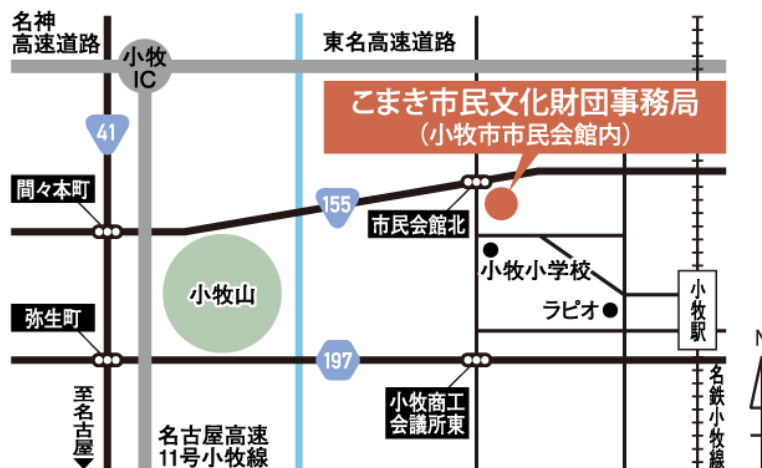 名神
高速道路
小牧
IC
東名高速道路
こまき市民文化財団事務局
（小牧市市民会館内）
41
間々本町
155
市民会館北
小牧山
小牧小学校
ラピオ
小牧駅
弥生町
197
小牧商工
会議所東
至名古屋
名古屋高速
11号小牧線
名鉄小牧線
N